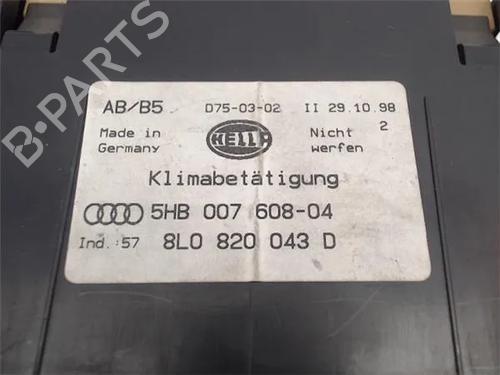 AB/B5 D75-03-02 II 29.10.98
Made in Germany HELLA Nicht 2 werfen
Klimabetätigung
5HB 007 608-04
Ind.:57 8L0 820 043 D
B-PARTS